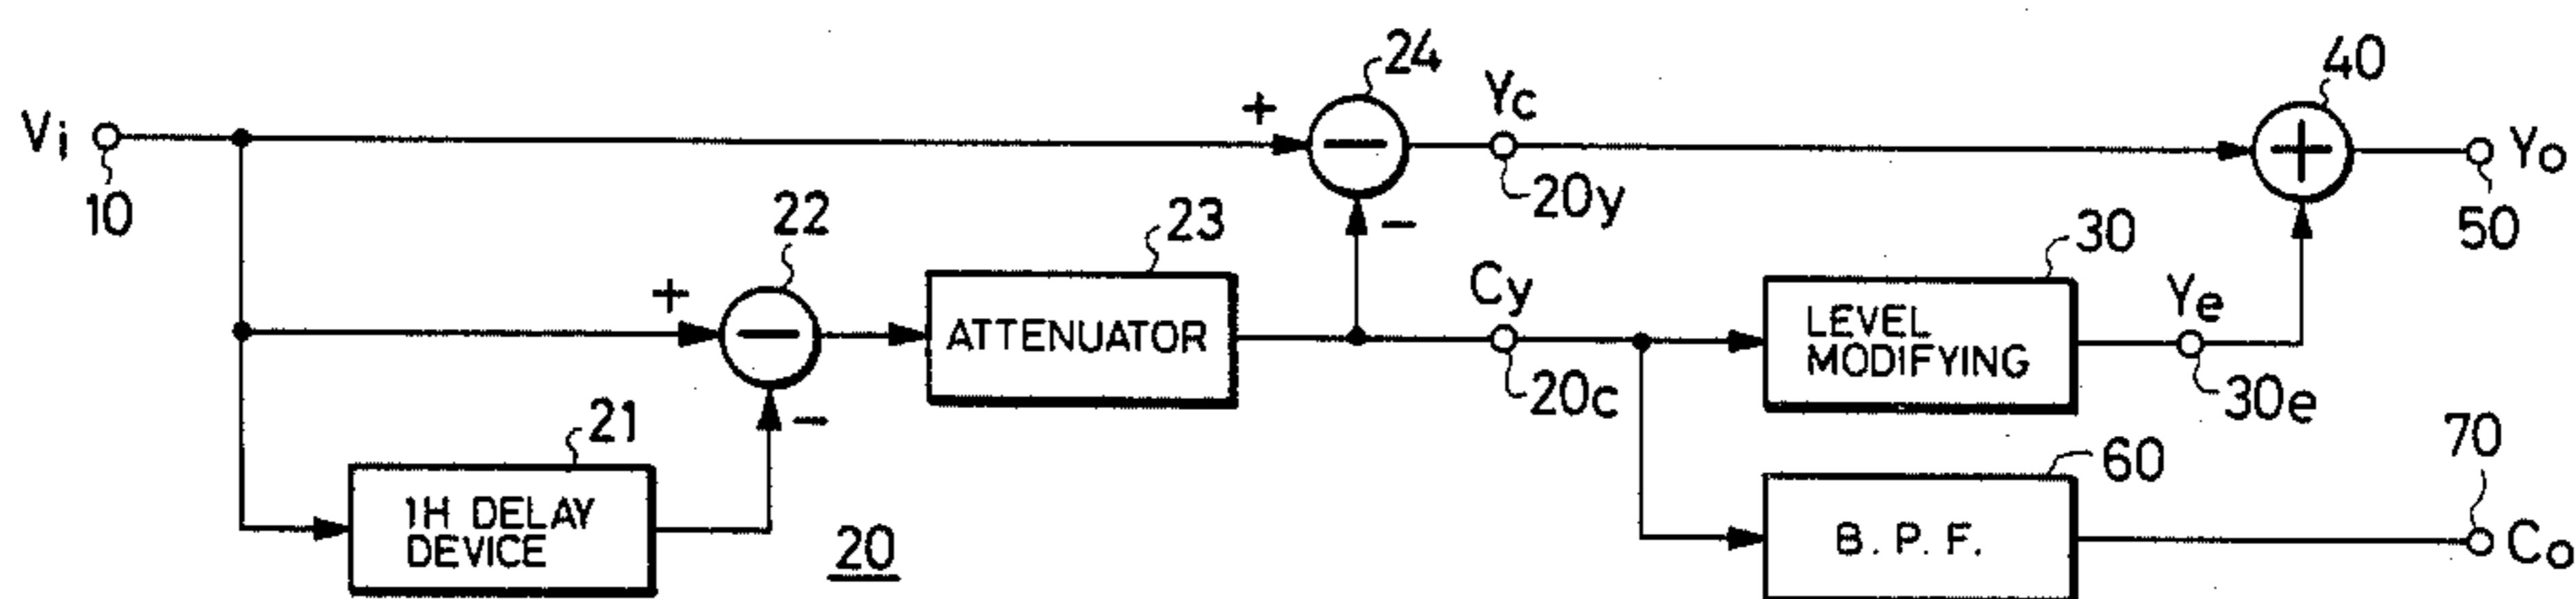 Vi
10
+
24
Yc
20y
40
Yo
50
22
+
-
23
ATTENUATOR
Cy
20c
30
LEVEL
MODIFYING
Ye
30e
21
1H DELAY
DEVICE
-
20
60
B. P. F.
70
Co